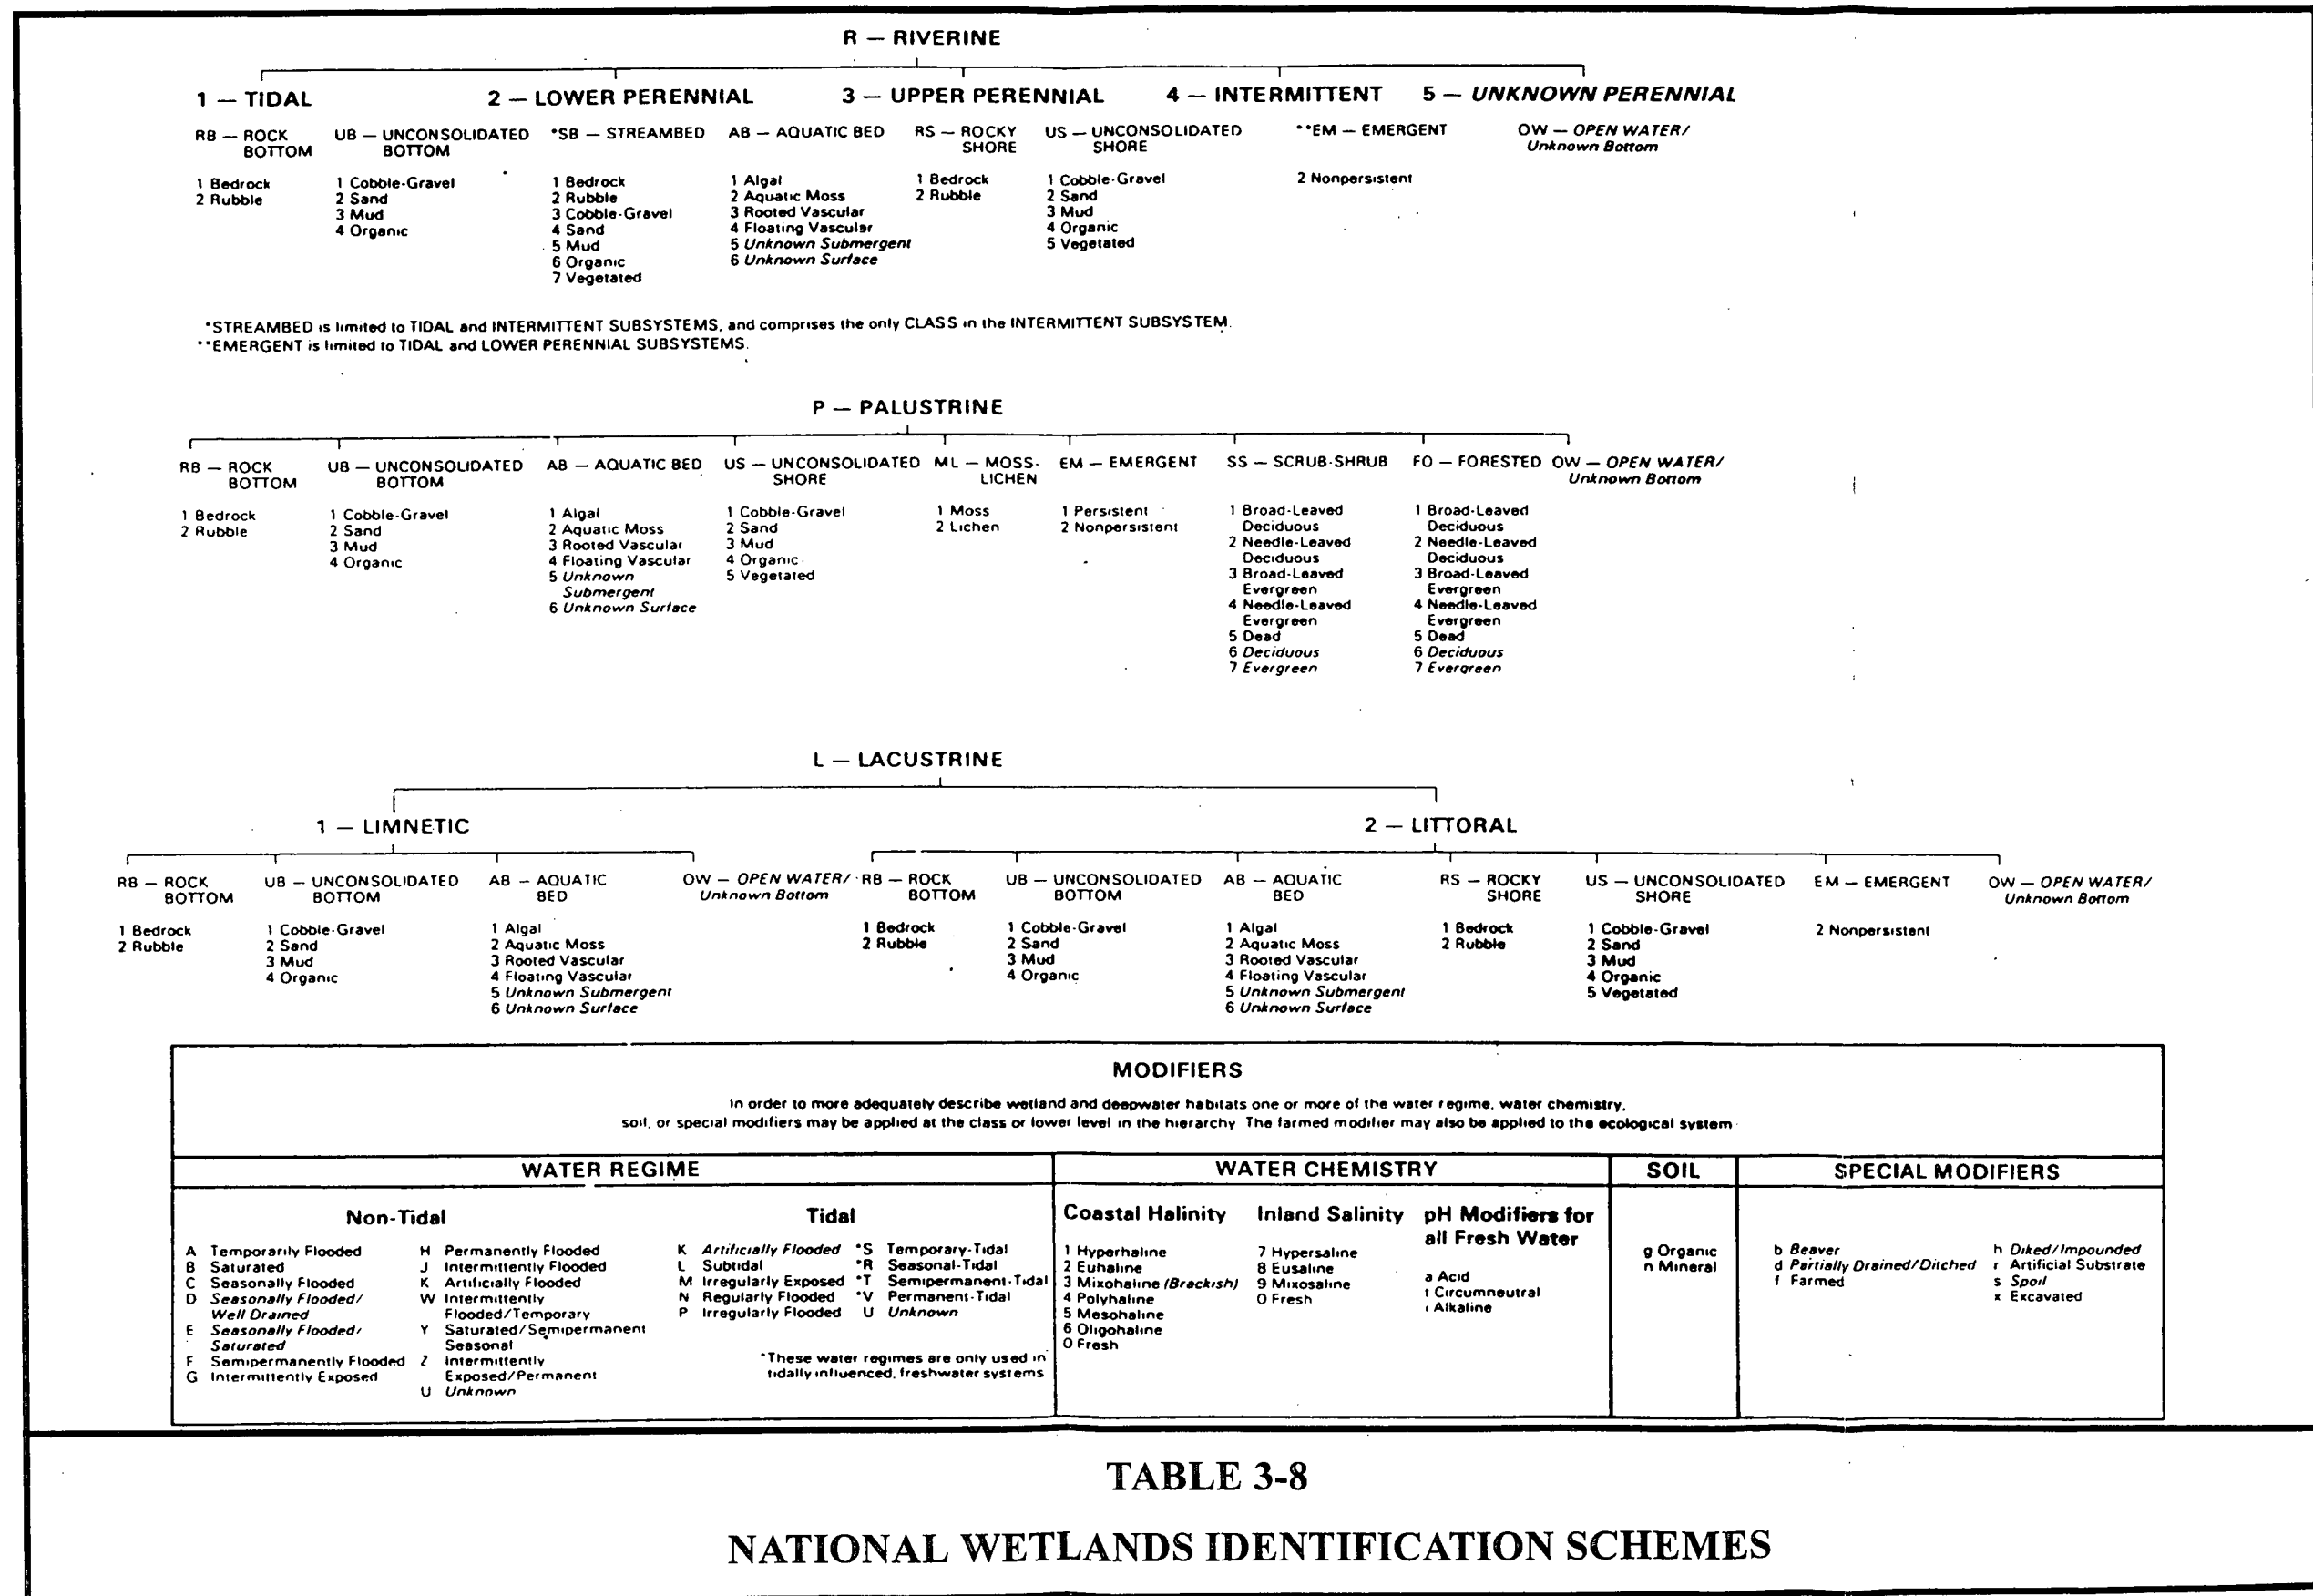 R — RIVERINE
1 — TIDAL 2 — LOWER PERENNIAL 3 — UPPER PERENNIAL 4 — INTERMITTENT 5 — UNKNOWN PERENNIAL
RB — ROCK BOTTOM
1 Bedrock
2 Rubble
UB — UNCONSOLIDATED BOTTOM
1 Cobble-Gravel
2 Sand
3 Mud
4 Organic
*SB — STREAMBED
1 Bedrock
2 Rubble
3 Cobble-Gravel
4 Sand
5 Mud
6 Organic
7 Vegetated
AB — AQUATIC BED
1 Algal
2 Aquatic Moss
3 Rooted Vascular
4 Floating Vascular
5 Unknown Submergent
6 Unknown Surface
RS — ROCKY SHORE
1 Bedrock
2 Rubble
US — UNCONSOLIDATED SHORE
1 Cobble-Gravel
2 Sand
3 Mud
4 Organic
5 Vegetated
**EM — EMERGENT
2 Nonpersistent
OW — OPEN WATER/
Unknown Bottom
*STREAMBED is limited to TIDAL and INTERMITTENT SUBSYSTEMS, and comprises the only CLASS in the INTERMITTENT SUBSYSTEM.
**EMERGENT is limited to TIDAL and LOWER PERENNIAL SUBSYSTEMS.
P — PALUSTRINE
RB — ROCK BOTTOM
1 Bedrock
2 Rubble
UB — UNCONSOLIDATED BOTTOM
1 Cobble-Gravel
2 Sand
3 Mud
4 Organic
AB — AQUATIC BED
1 Algal
2 Aquatic Moss
3 Rooted Vascular
4 Floating Vascular
5 Unknown
Submergent
6 Unknown Surface
US — UNCONSOLIDATED SHORE
1 Cobble-Gravel
2 Sand
3 Mud
4 Organic
5 Vegetated
ML — MOSS-LICHEN
1 Moss
2 Lichen
EM — EMERGENT
1 Persistent
2 Nonpersistent
SS — SCRUB-SHRUB
1 Broad-Leaved
Deciduous
2 Needle-Leaved
Deciduous
3 Broad-Leaved
Evergreen
4 Needle-Leaved
Evergreen
5 Dead
6 Deciduous
7 Evergreen
FO — FORESTED
1 Broad-Leaved
Deciduous
2 Needle-Leaved
Deciduous
3 Broad-Leaved
Evergreen
4 Needle-Leaved
Evergreen
5 Dead
6 Deciduous
7 Evergreen
OW — OPEN WATER/
Unknown Bottom
L — LACUSTRINE
1 — LIMNETIC
RB — ROCK BOTTOM
1 Bedrock
2 Rubble
UB — UNCONSOLIDATED BOTTOM
1 Cobble-Gravel
2 Sand
3 Mud
4 Organic
AB — AQUATIC BED
1 Algal
2 Aquatic Moss
3 Rooted Vascular
4 Floating Vascular
5 Unknown Submergent
6 Unknown Surface
OW — OPEN WATER/
Unknown Bottom
2 — LITTORAL
RB — ROCK BOTTOM
1 Bedrock
2 Rubble
UB — UNCONSOLIDATED BOTTOM
1 Cobble-Gravel
2 Sand
3 Mud
4 Organic
AB — AQUATIC BED
1 Algal
2 Aquatic Moss
3 Rooted Vascular
4 Floating Vascular
5 Unknown Submergent
6 Unknown Surface
RS — ROCKY SHORE
1 Bedrock
2 Rubble
US — UNCONSOLIDATED SHORE
1 Cobble-Gravel
2 Sand
3 Mud
4 Organic
5 Vegetated
EM — EMERGENT
2 Nonpersistent
OW — OPEN WATER/
Unknown Bottom
MODIFIERS
In order to more adequately describe wetland and deepwater habitats one or more of the water regime, water chemistry,
soil, or special modifiers may be applied at the class or lower level in the hierarchy The farmed modifier may also be applied to the ecological system
WATER REGIME
Non-Tidal
A Temporarily Flooded
B Saturated
C Seasonally Flooded
D Seasonally Flooded/
Well Drained
E Seasonally Flooded/
Saturated
F Semipermanently Flooded
G Intermittently Exposed
H Permanently Flooded
J Intermittently Flooded
K Artificially Flooded
W Intermittently
Flooded/Temporary
Y Saturated/Semipermanent
Seasonal
Z Intermittently
Exposed/Permanent
U Unknown
Tidal
K Artificially Flooded
L Subtidal
M Irregularly Exposed
N Regularly Flooded
P Irregularly Flooded
*S Temporary-Tidal
*R Seasonal-Tidal
*T Semipermanent-Tidal
*V Permanent-Tidal
U Unknown
*These water regimes are only used in
tidally influenced, freshwater systems
WATER CHEMISTRY
Coastal Halinity
1 Hyperhaline
2 Euhaline
3 Mixohaline (Brackish)
4 Polyhaline
5 Mesohaline
6 Oligohaline
0 Fresh
Inland Salinity
7 Hypersaline
8 Eusaline
9 Mixosaline
0 Fresh
pH Modifiers for
all Fresh Water
a Acid
t Circumneutral
i Alkaline
SOIL
g Organic
n Mineral
SPECIAL MODIFIERS
b Beaver
d Partially Drained/Ditched
f Farmed
h Diked/Impounded
r Artificial Substrate
s Spoil
x Excavated
TABLE 3-8
NATIONAL WETLANDS IDENTIFICATION SCHEMES